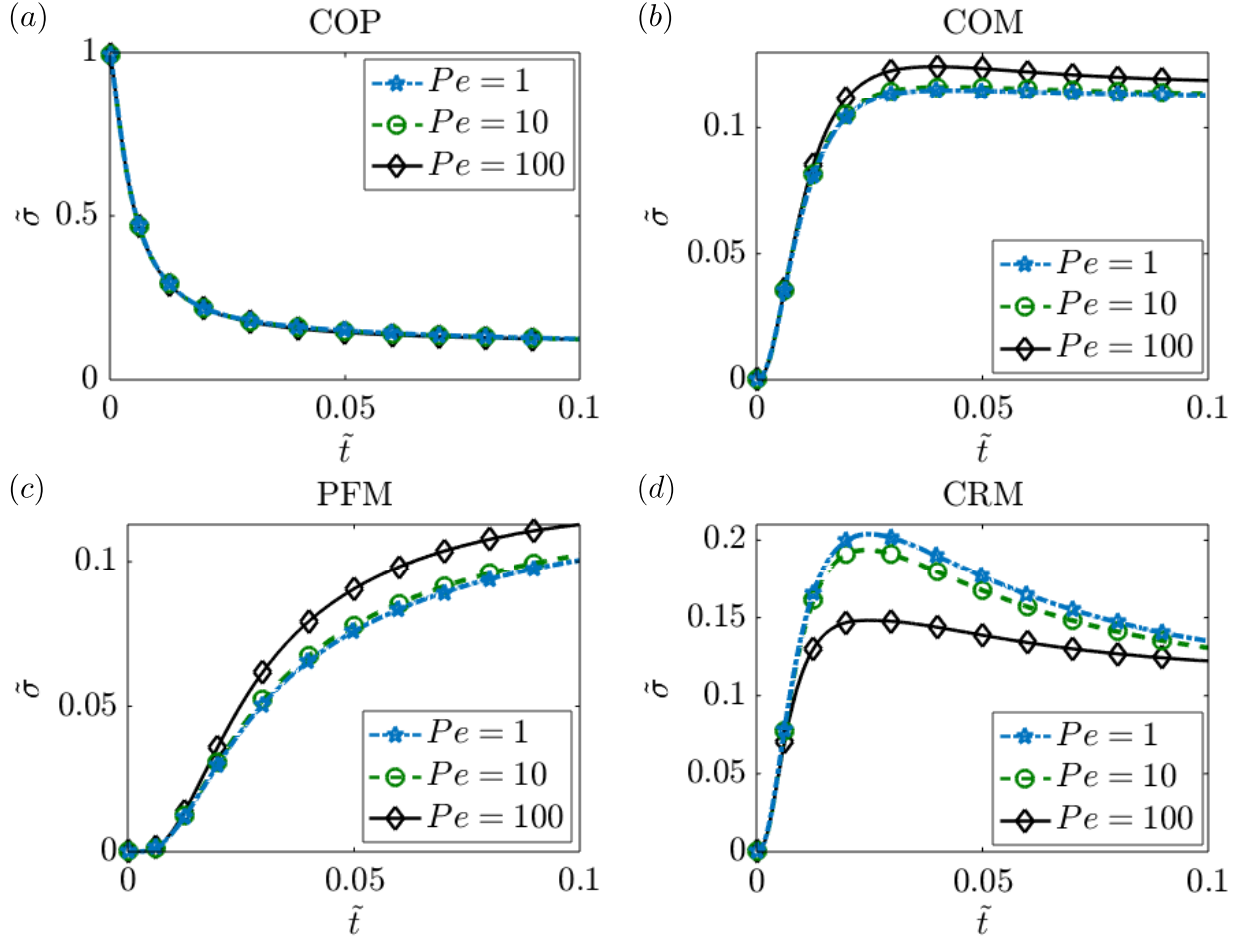 (a)
COP
1
0.5
0
σ̃
0
0.05
0.1
t̃
Pe = 1
Pe = 10
Pe = 100
(b)
COM
0.1
0.05
0
σ̃
0
0.05
0.1
t̃
Pe = 1
Pe = 10
Pe = 100
(c)
PFM
0.1
0.05
0
σ̃
0
0.05
0.1
t̃
Pe = 1
Pe = 10
Pe = 100
(d)
CRM
0.2
0.15
0.1
0.05
0
σ̃
0
0.05
0.1
t̃
Pe = 1
Pe = 10
Pe = 100